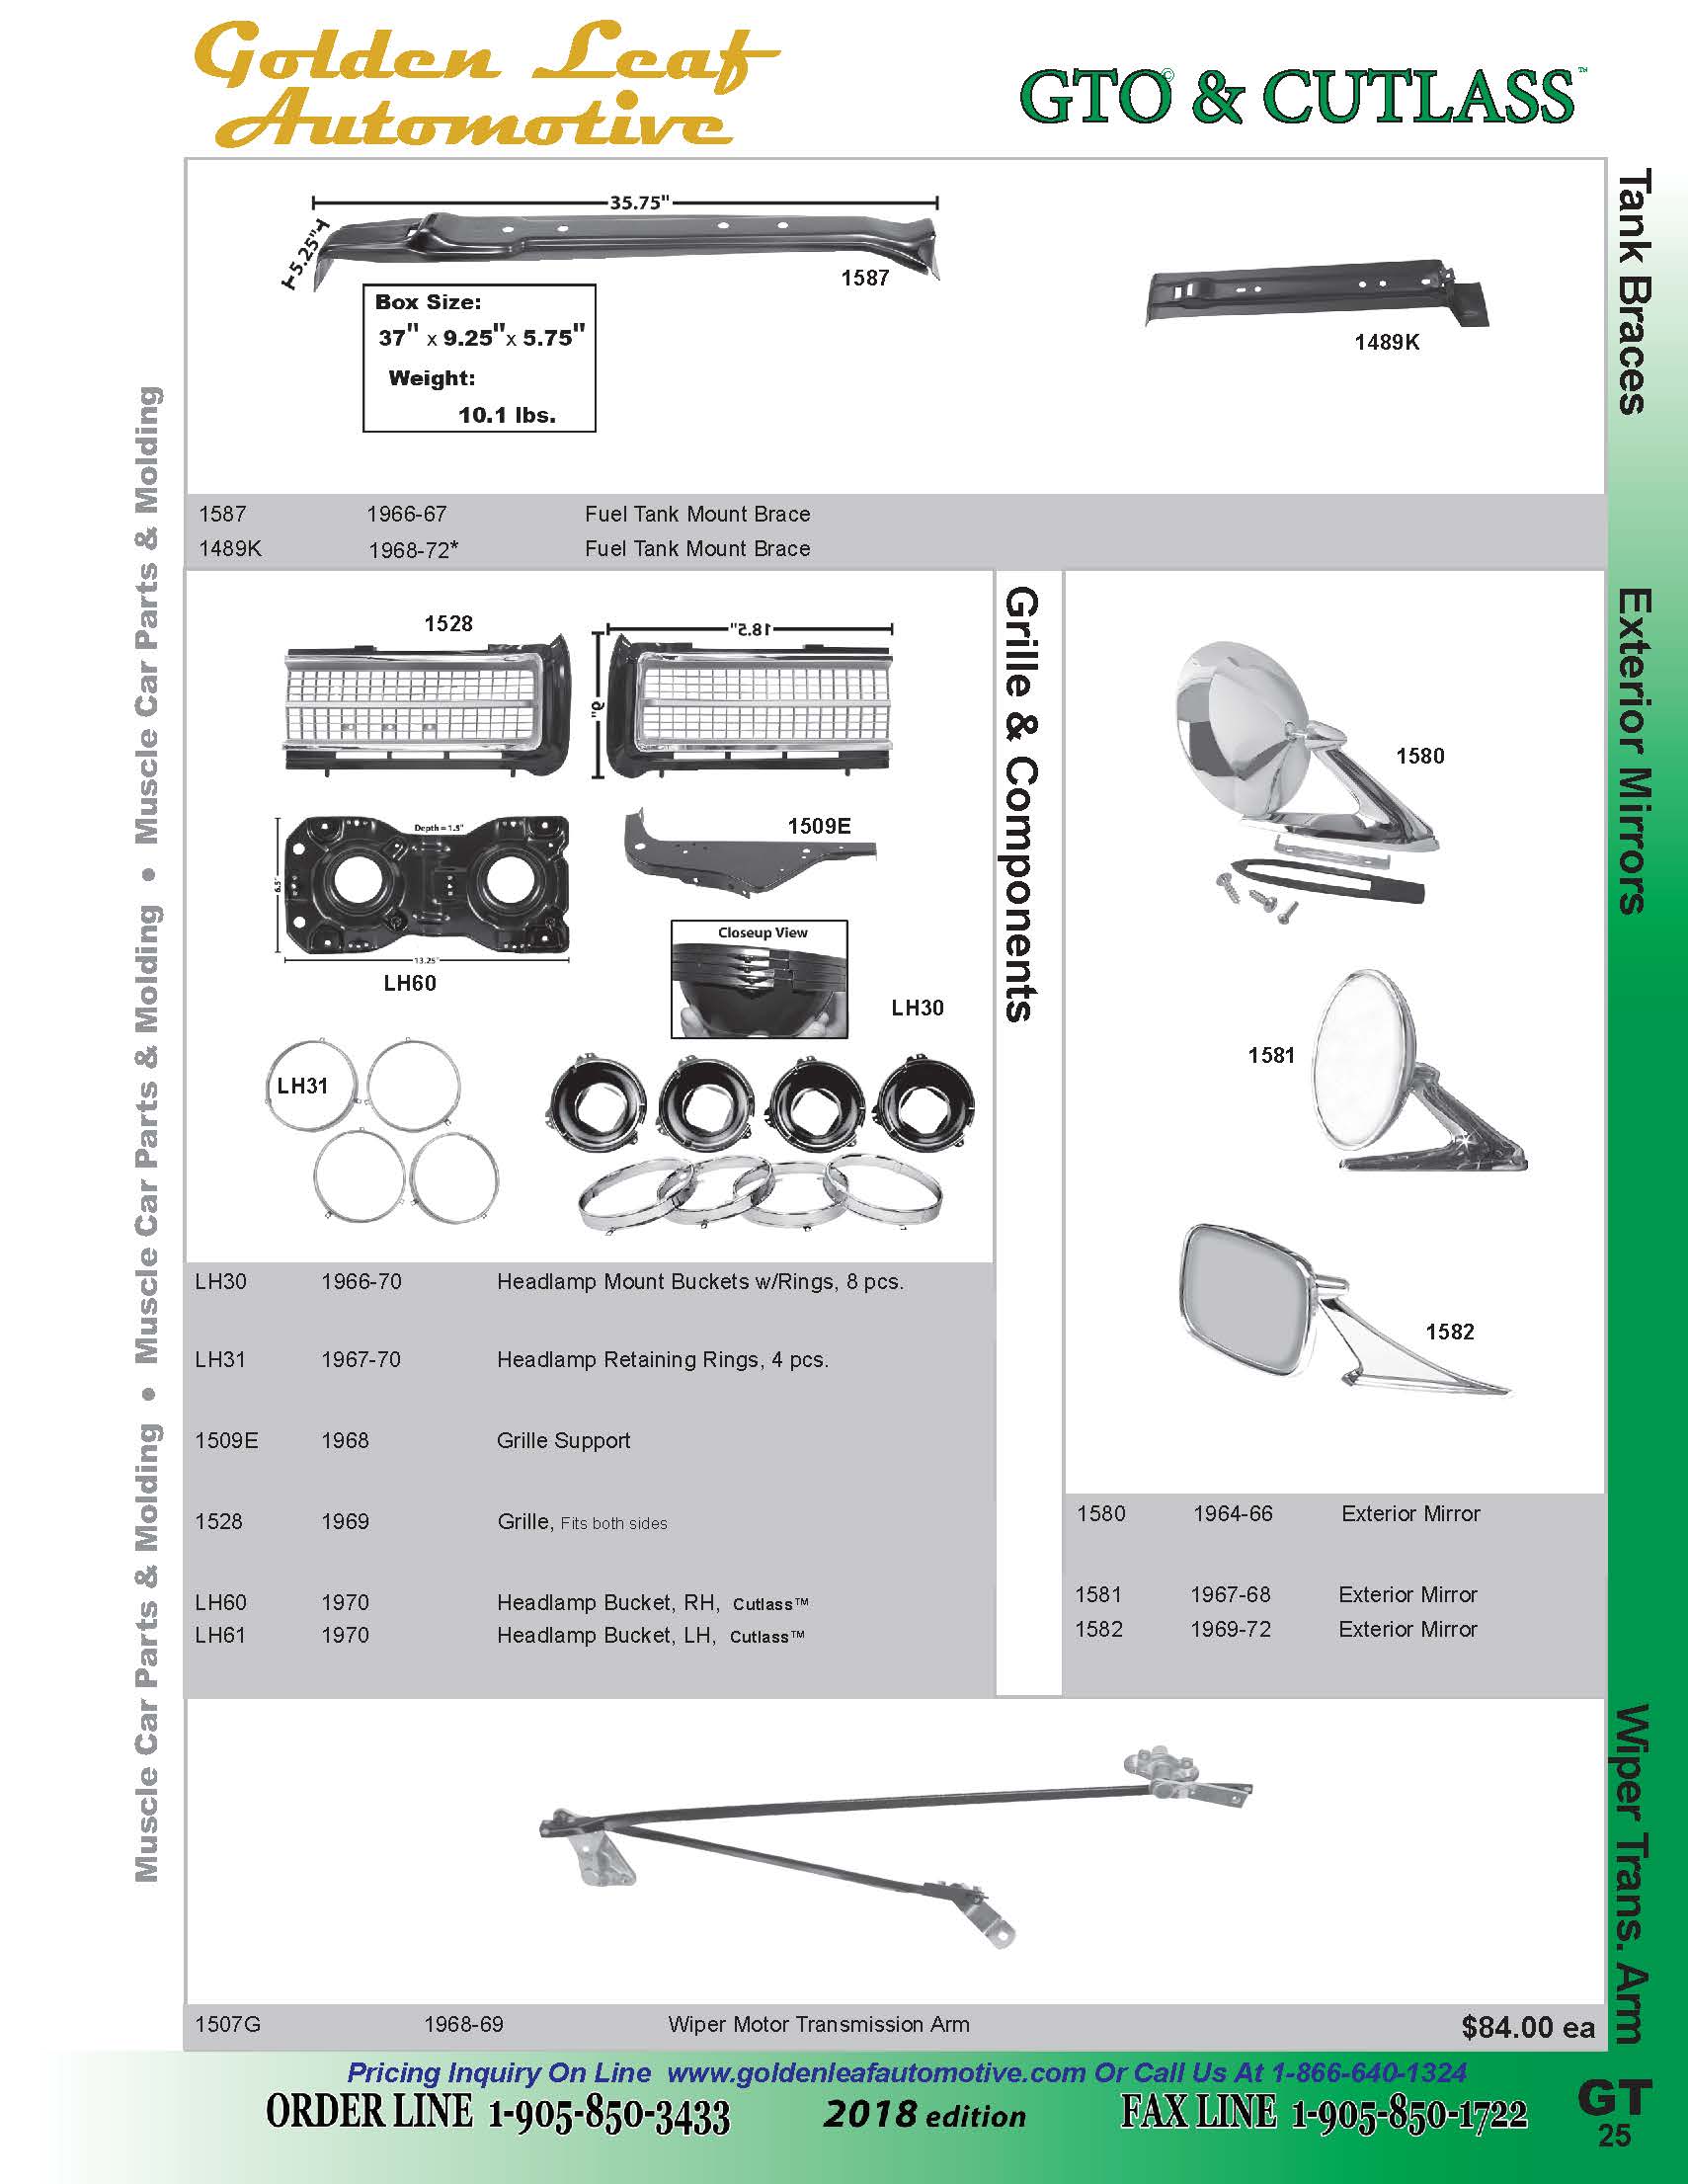 Golden Leaf
Automotive
GTO© & CUTLASS™
Tank Braces
35.75"
5.25"
1587
Box Size:
37" x 9.25"x 5.75"
Weight:
10.1 lbs.
1489K
1587 1966-67 Fuel Tank Mount Brace
1489K 1968-72* Fuel Tank Mount Brace
Muscle Car Parts & Molding • Muscle Car Parts & Molding • Muscle Car Parts & Molding
Grille & Components
1528
18.5"
6"
Depth = 1.5"
6.5"
13.25"
LH60
1509E
Closeup View
LH30
LH31
LH30 1966-70 Headlamp Mount Buckets w/Rings, 8 pcs.
LH31 1967-70 Headlamp Retaining Rings, 4 pcs.
1509E 1968 Grille Support
1528 1969 Grille, Fits both sides
LH60 1970 Headlamp Bucket, RH, Cutlass™
LH61 1970 Headlamp Bucket, LH, Cutlass™
Exterior Mirrors
1580
1581
1582
1580 1964-66 Exterior Mirror
1581 1967-68 Exterior Mirror
1582 1969-72 Exterior Mirror
Wiper Trans. Arm
1507G 1968-69 Wiper Motor Transmission Arm $84.00 ea
Pricing Inquiry On Line www.goldenleafautomotive.com Or Call Us At 1-866-640-1324
ORDER LINE 1-905-850-3433 2018 edition FAX LINE 1-905-850-1722
GT
25